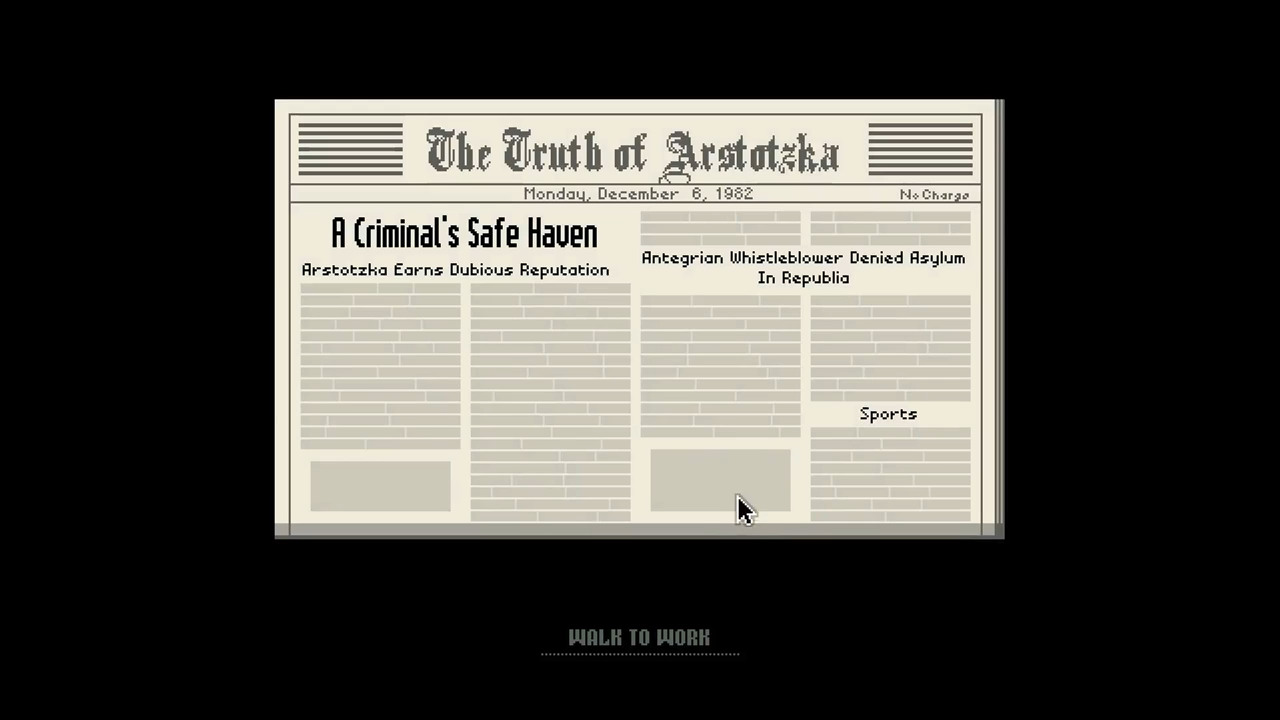 The Truth of Arstotzka
Monday, December 6, 1982
No Charge
A Criminal's Safe Haven
Arstotzka Earns Dubious Reputation
Antegrian Whistleblower Denied Asylum
In Republia
Sports
WALK TO WORK